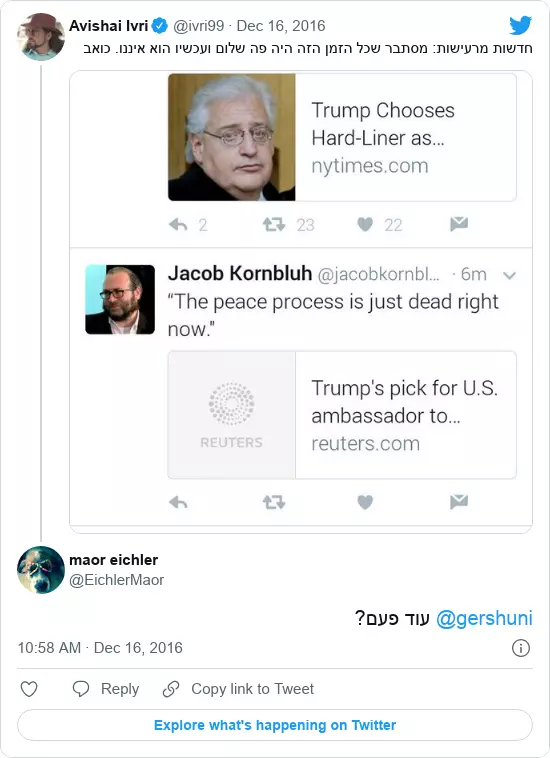 Avishai Ivri @ivri99 · Dec 16, 2016
חדשות מרעישות: מסתבר שכל הזמן הזה היה פה שלום ועכשיו הוא איננו. כואב
Trump Chooses
Hard-Liner as...
nytimes.com
2 23 22
Jacob Kornbluh @jacobkornbl... · 6m
“The peace process is just dead right
now."
REUTERS
Trump's pick for U.S.
ambassador to...
reuters.com
maor eichler
@EichlerMaor
@gershuni עוד פעם?
10:58 AM · Dec 16, 2016
Reply Copy link to Tweet
Explore what's happening on Twitter